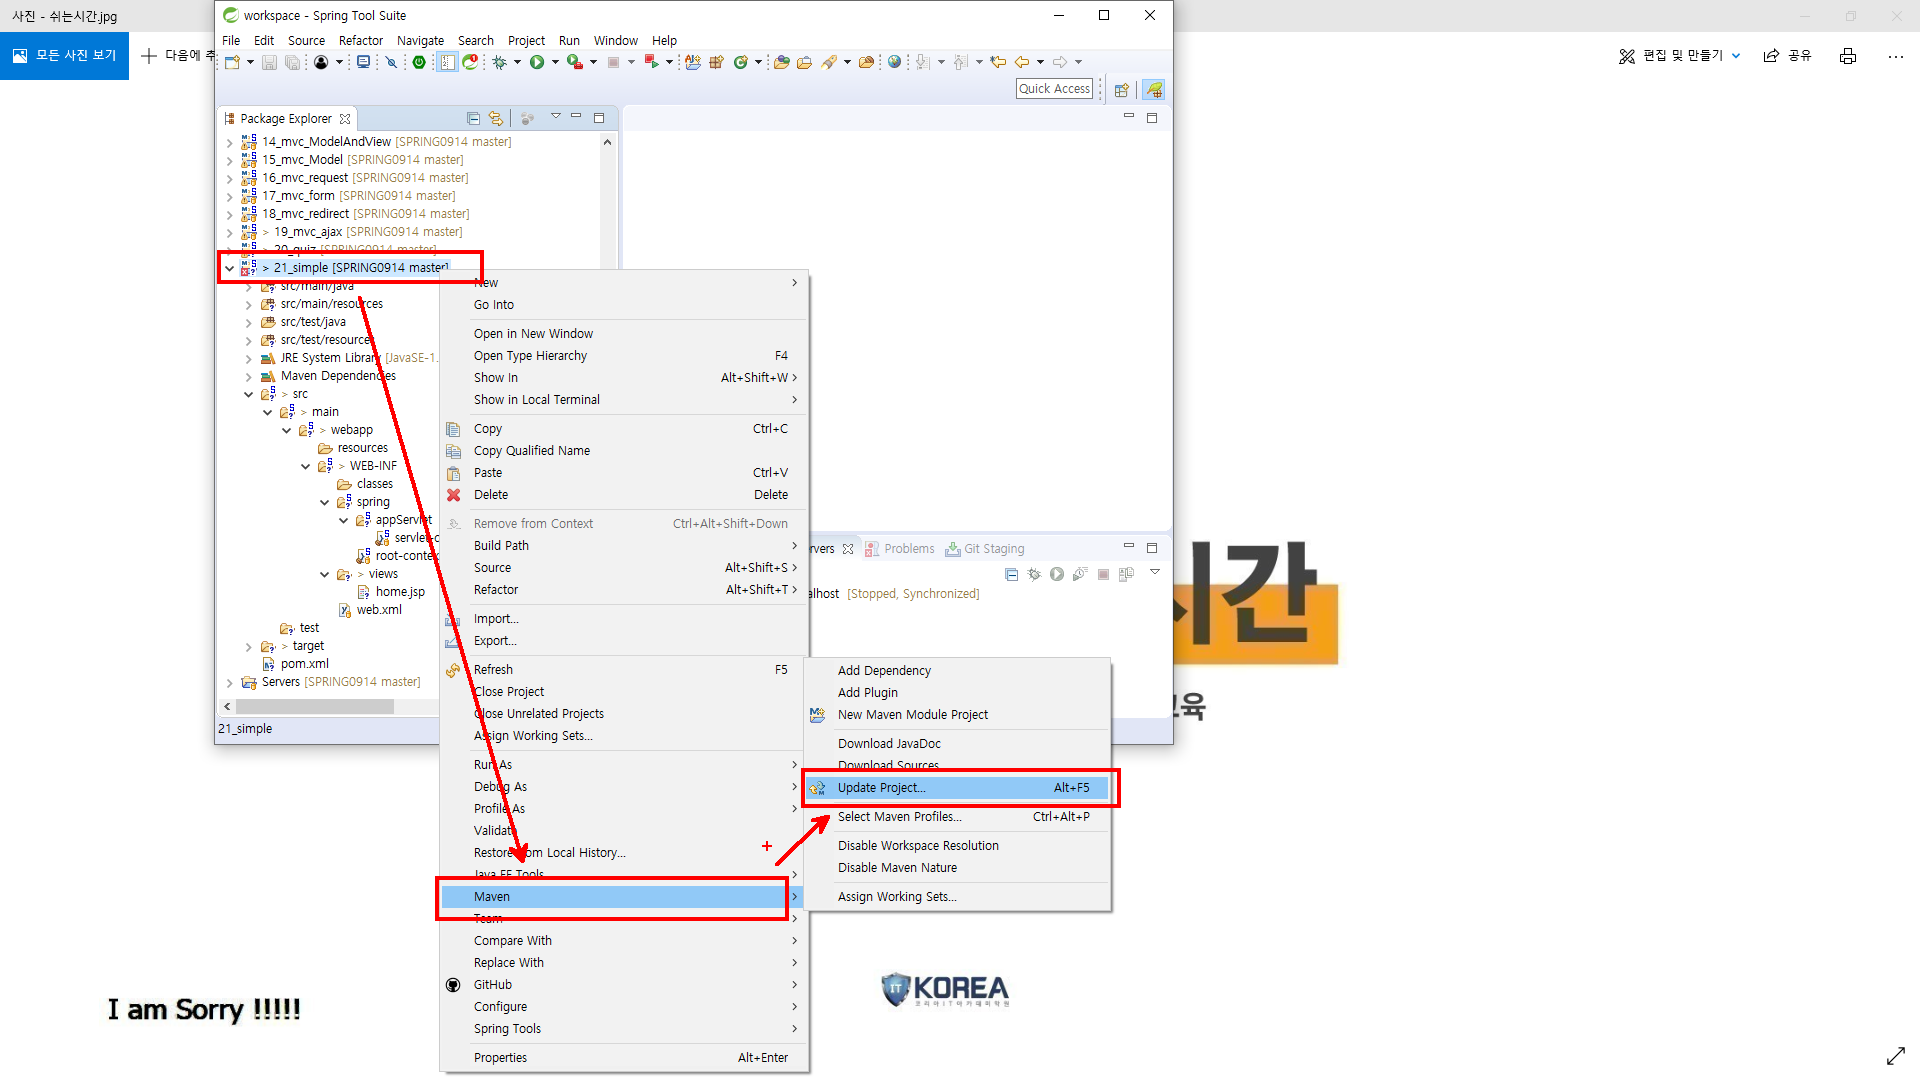 사진 - 쉬는시간.jpg
모든 사진 보기
다음에 추
편집 및 만들기
공유
workspace - Spring Tool Suite
File Edit Source Refactor Navigate Search Project Run Window Help
Quick Access
Package Explorer
14_mvc_ModelAndView [SPRING0914 master]
15_mvc_Model [SPRING0914 master]
16_mvc_request [SPRING0914 master]
17_mvc_form [SPRING0914 master]
18_mvc_redirect [SPRING0914 master]
> 19_mvc_ajax [SPRING0914 master]
> 20_quiz [SPRING0914 master]
> 21_simple [SPRING0914 master]
src/main/java
src/main/resources
src/test/java
src/test/resources
JRE System Library [JavaSE-1.
Maven Dependencies
> src
> main
> webapp
resources
> WEB-INF
classes
spring
appServlet
servlet-c
root-conte
> views
home.jsp
web.xml
test
> target
pom.xml
Servers [SPRING0914 master]
21_simple
New
Go Into
Open in New Window
Open Type Hierarchy F4
Show In Alt+Shift+W
Show in Local Terminal
Copy Ctrl+C
Copy Qualified Name
Paste Ctrl+V
Delete Delete
Remove from Context Ctrl+Alt+Shift+Down
Build Path
Source Alt+Shift+S
Refactor Alt+Shift+T
Import...
Export...
Refresh F5
Close Project
Close Unrelated Projects
Assign Working Sets...
Run As
Debug As
Profile As
Validate
Restore from Local History...
Java EE Tools
Maven
Team
Compare With
Replace With
GitHub
Configure
Spring Tools
Properties Alt+Enter
rvers Problems Git Staging
alhost [Stopped, Synchronized]
Add Dependency
Add Plugin
New Maven Module Project
Download JavaDoc
Download Sources
Update Project... Alt+F5
Select Maven Profiles... Ctrl+Alt+P
Disable Workspace Resolution
Disable Maven Nature
Assign Working Sets...
시간
교육
I am Sorry !!!!!
IT KOREA
코리아IT아카데미학원